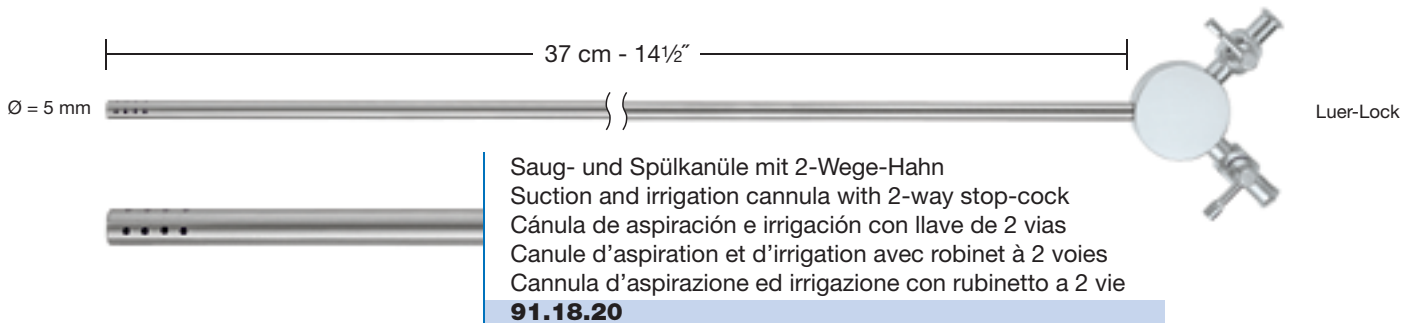 37 cm - 14½˝
Ø = 5 mm
Luer-Lock
Saug- und Spülkanüle mit 2-Wege-Hahn
Suction and irrigation cannula with 2-way stop-cock
Cánula de aspiración e irrigación con llave de 2 vias
Canule d’aspiration et d’irrigation avec robinet à 2 voies
Cannula d’aspirazione ed irrigazione con rubinetto a 2 vie
91.18.20